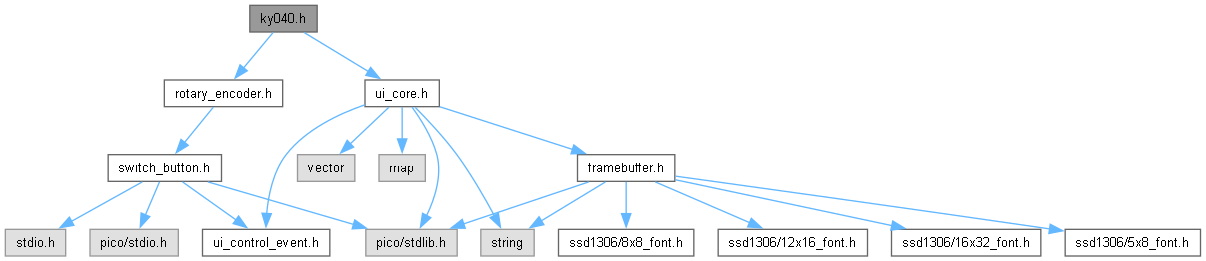 ky040.h
rotary_encoder.h
ui_core.h
switch_button.h
vector
map
framebuffer.h
stdio.h
pico/stdio.h
ui_control_event.h
pico/stdlib.h
string
ssd1306/8x8_font.h
ssd1306/12x16_font.h
ssd1306/16x32_font.h
ssd1306/5x8_font.h